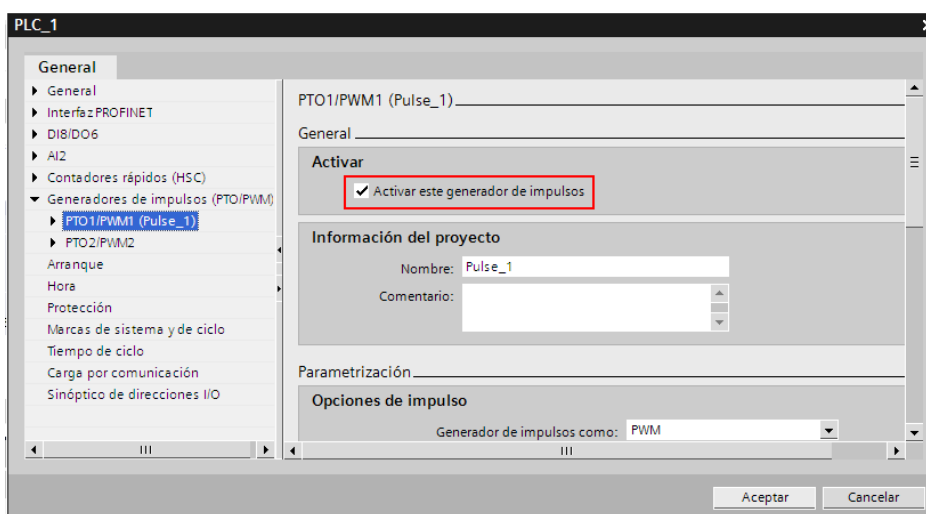 PLC_1
General
General
Interfaz PROFINET
DI8/DO6
AI2
Contadores rápidos (HSC)
Generadores de impulsos (PTO/PWM)
PTO1/PWM1 (Pulse_1)
PTO2/PWM2
Arranque
Hora
Protección
Marcas de sistema y de ciclo
Tiempo de ciclo
Carga por comunicación
Sinóptico de direcciones I/O
PTO1/PWM1 (Pulse_1)
General
Activar
Activar este generador de impulsos
Información del proyecto
Nombre: Pulse_1
Comentario:
Parametrización
Opciones de impulso
Generador de impulsos como: PWM
Aceptar Cancelar